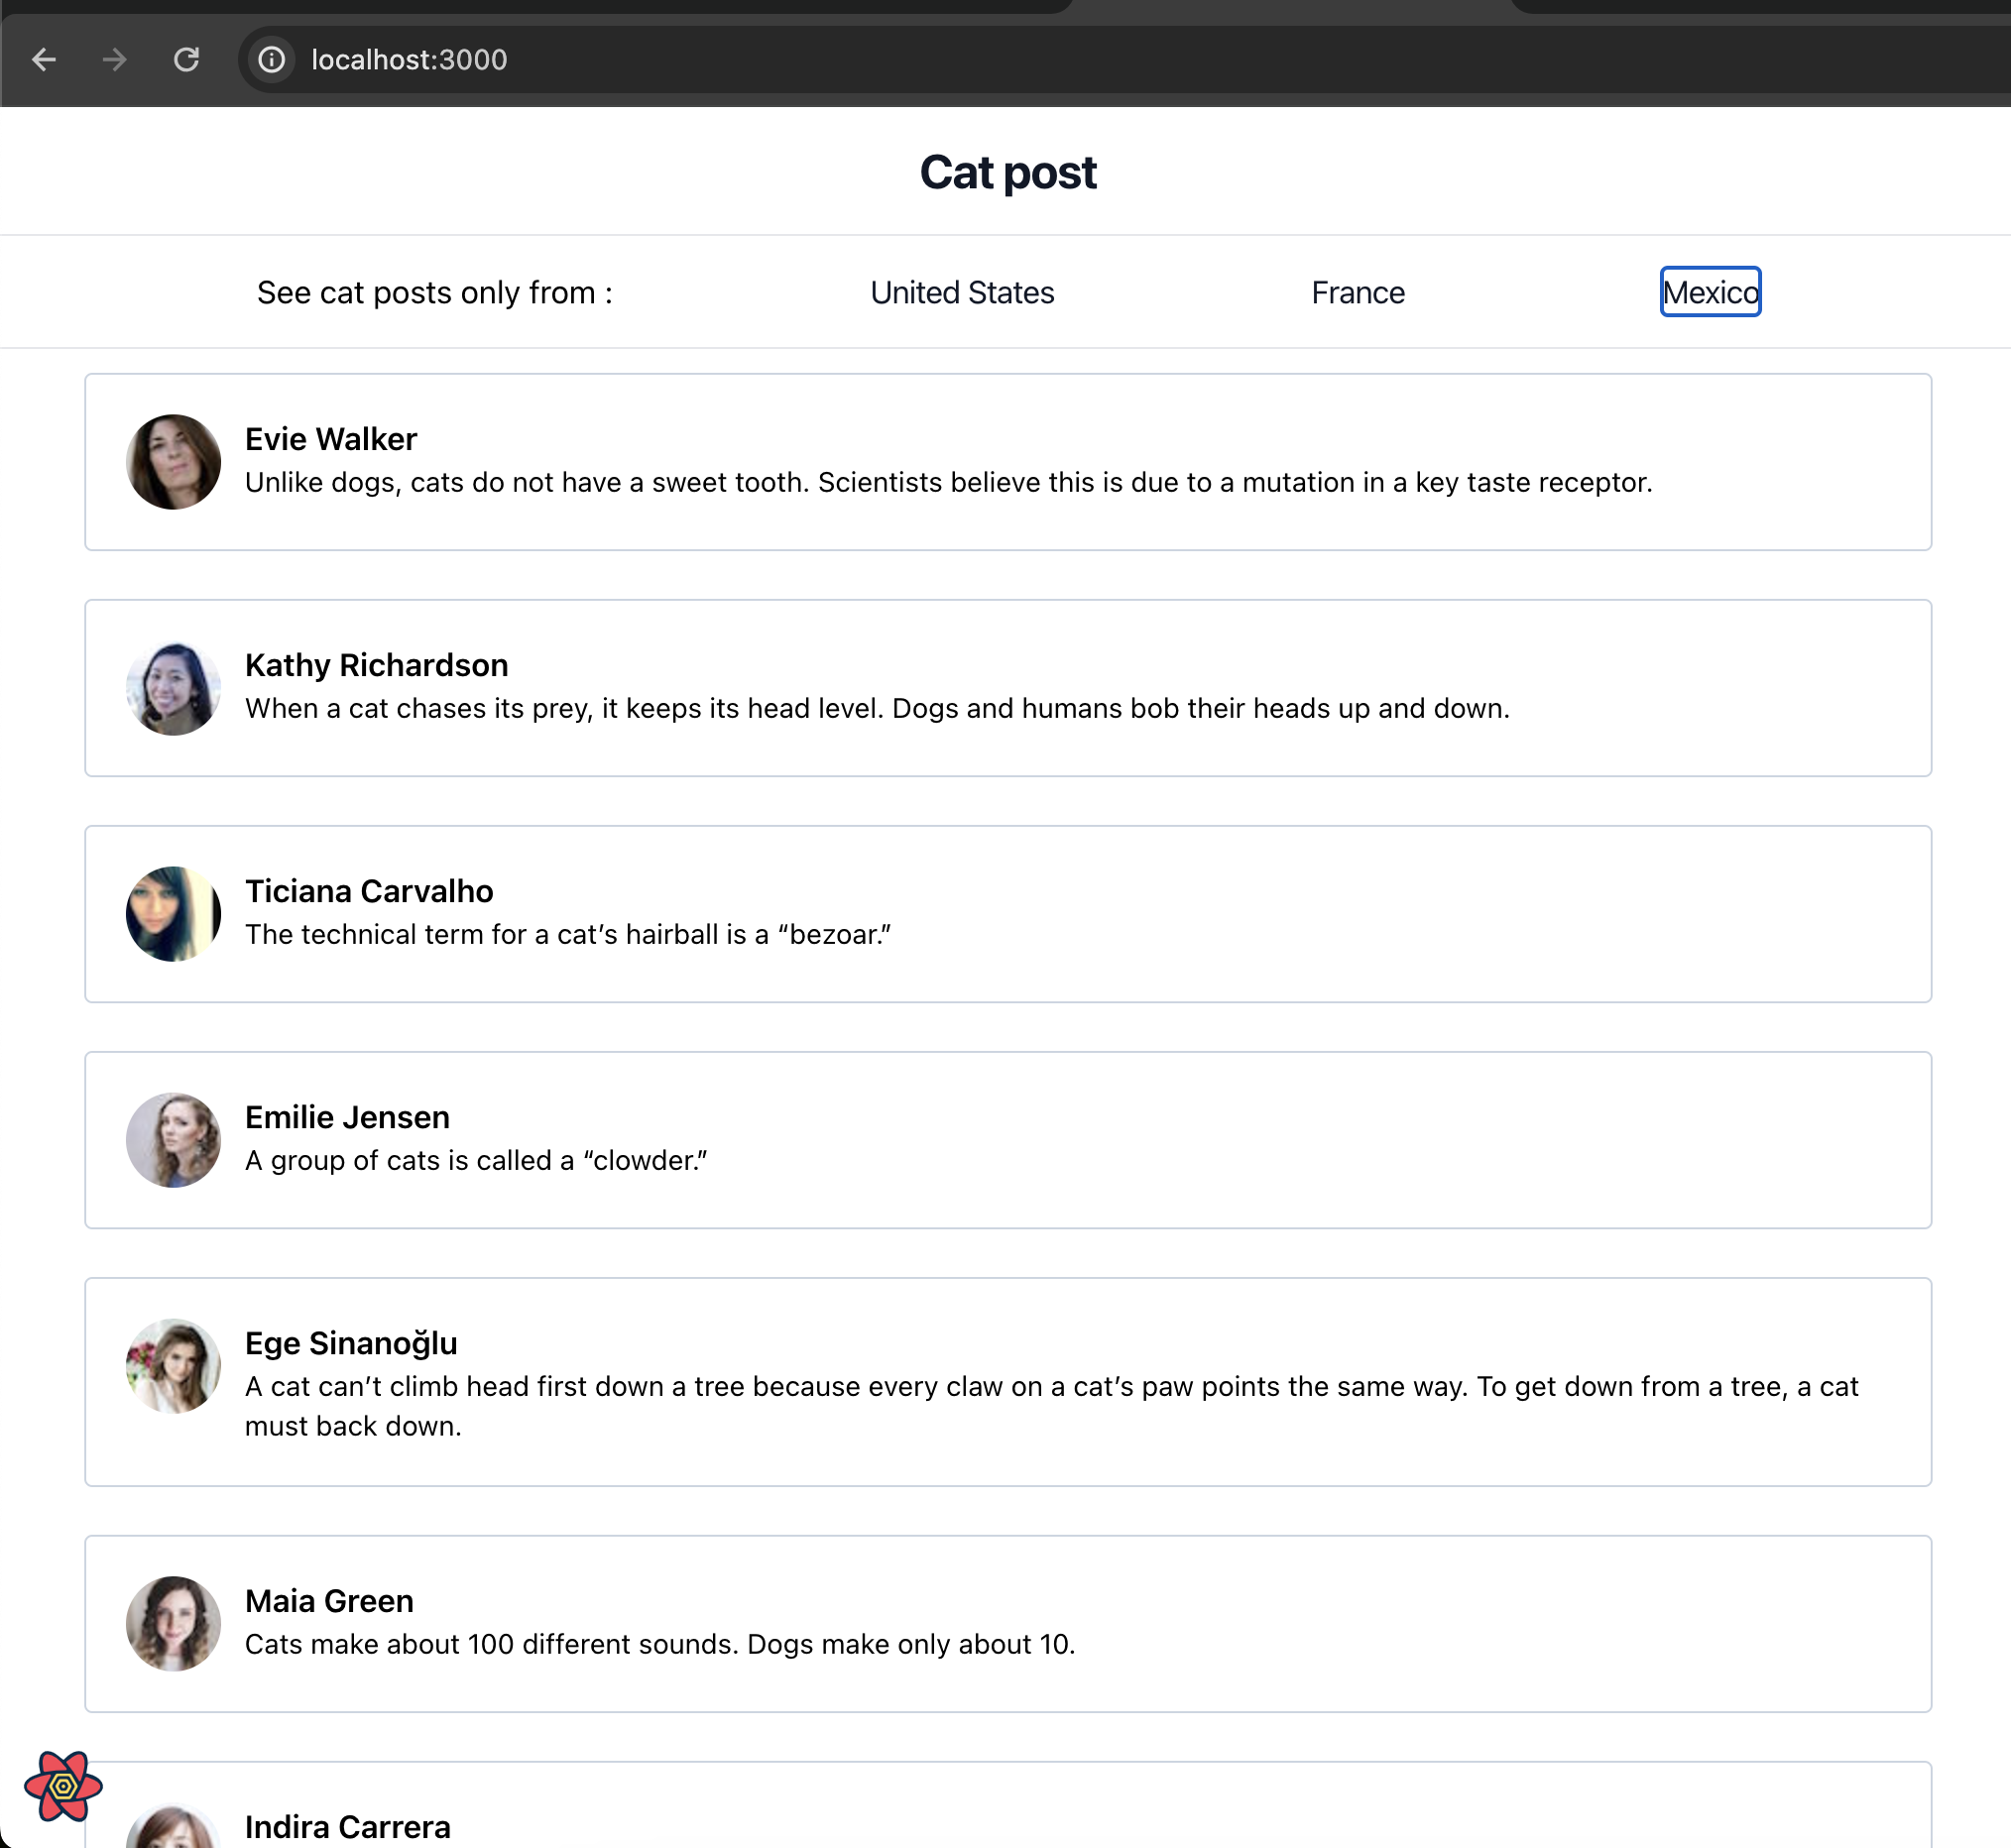 localhost:3000
Cat post
See cat posts only from :
United States
France
Mexico
Evie Walker
Unlike dogs, cats do not have a sweet tooth. Scientists believe this is due to a mutation in a key taste receptor.
Kathy Richardson
When a cat chases its prey, it keeps its head level. Dogs and humans bob their heads up and down.
Ticiana Carvalho
The technical term for a cat’s hairball is a “bezoar.”
Emilie Jensen
A group of cats is called a “clowder.”
Ege Sinanoğlu
A cat can’t climb head first down a tree because every claw on a cat’s paw points the same way. To get down from a tree, a cat
must back down.
Maia Green
Cats make about 100 different sounds. Dogs make only about 10.
Indira Carrera